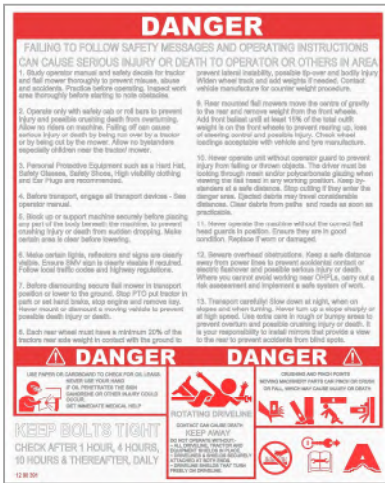 DANGER
FAILING TO FOLLOW SAFETY MESSAGES AND OPERATING INSTRUCTIONS
CAN CAUSE SERIOUS INJURY OR DEATH TO OPERATOR OR OTHERS IN AREA
1. Study operator manual and safety decals for tractor
and flail mower thoroughly to prevent misuse, abuse
and accidents. Practice before operating. Inspect work
area thoroughly before starting to note obstacles.
2. Operate only with safety cab or roll bars to prevent
injury and possible crushing death from overturning.
Allow no riders on machine. Falling off can cause
serious injury or death by being run over by a tractor
or by being cut by the mower. Allow no bystanders
especially children near the tractor/ mower.
3. Personal Protective Equipment such as a Hard Hat,
Safety Glasses, Safety Shoes, High visibility clothing
and Ear Plugs are recommended.
4. Before transport, engage all transport devices - See
operator manual.
5. Block up or support machine securely before placing
any part of the body beneath the machine, to prevent
crushing injury or death from sudden dropping. Make
certain area is clear before lowering.
6. Make certain lights, reflectors and signs are clearly
visible. Ensure SMV sign is clearly visible if required.
Follow local traffic codes and highway regulations.
7. Before dismounting secure flail mower in transport
position or lower to the ground. Stop PTO put tractor in
park or set hand brake, stop engine and remove key.
Never mount or dismount a moving vehicle to prevent
possible death injury or death.
8. Each rear wheel must have a minimum 20% of the
tractors rear axle weight in contact with the ground to
prevent lateral instability, possible tip-over and bodily injury
Widen wheel track and add weights if needed. Contact
vehicle manufacture for counter weight procedure.
9. Rear mounted flail mowers move the centre of gravity
to the rear and remove weight from the front wheels.
Add front ballast until at least 15% of the total outfit
weight is on the front wheels to prevent rearing up, loss
of steering control and possible injury. Check wheel
loadings acceptable with vehicle and tyre manufacture.
10. Never operate unit without operator guard to prevent
injury from falling or thrown objects. The driver must be
looking through mesh and/or polycarbonate glazing when
viewing the flail head in any working position. Keep by-
standers at a safe distance. Stop cutting if they enter the
danger area. Ejected debris may travel considerable
distances. Clear debris from paths and roads as soon as
practicable.
11. Never operate the machine without the correct flail
head guards in position. Ensure they are in good
condition. Replace if worn or damaged
12. Beware overhead obstructions: Keep a safe distance
away from power lines to prevent accidental contact or
electric flashover and possible serious injury or death.
Where you cannot avoid working near OHPLs, carry out a
risk assessment and implement a safe system of work.
13. Transport carefully! Slow down at night, when on
slopes and when turning. Never turn up a slope sharply or
at high speed. Use extra care in rough or bumpy areas
to prevent overturn and possible crushing injury or death. It
is your responsibility to install mirrors that provide a view
to the rear to prevent accidents from blind spots.
DANGER
USE PAPER OR CARDBOARD TO CHECK FOR OIL LEAKS.
NEVER USE YOUR HAND
IF OIL PENETRATES THE SKIN
GANGRENE OR OTHER INJURY COULD
OCCUR.
GET IMMEDIATE MEDICAL HELP
KEEP BOLTS TIGHT
CHECK AFTER 1 HOUR, 4 HOURS,
10 HOURS & THEREAFTER, DAILY
DANGER
ROTATING DRIVELINE
CONTACT CAN CAUSE DEATH
KEEP AWAY
DO NOT OPERATE WITHOUT:-
- ALL DRIVELINE, TRACTOR AND
EQUIPMENT SHIELDS IN PLACE
- DRIVELINES & SHIELDS SECURELY
ATTACHED AT BOTH ENDS
- DRIVELINE SHIELDS THAT TURN
FREELY ON DRIVELINE.
CRUSHING AND PINCH POINTS
MOVING MACHINERY PARTS CAN PINCH OR CRUSH
OR FALL, WHICH MAY CAUSE INJURY OR DEATH
A